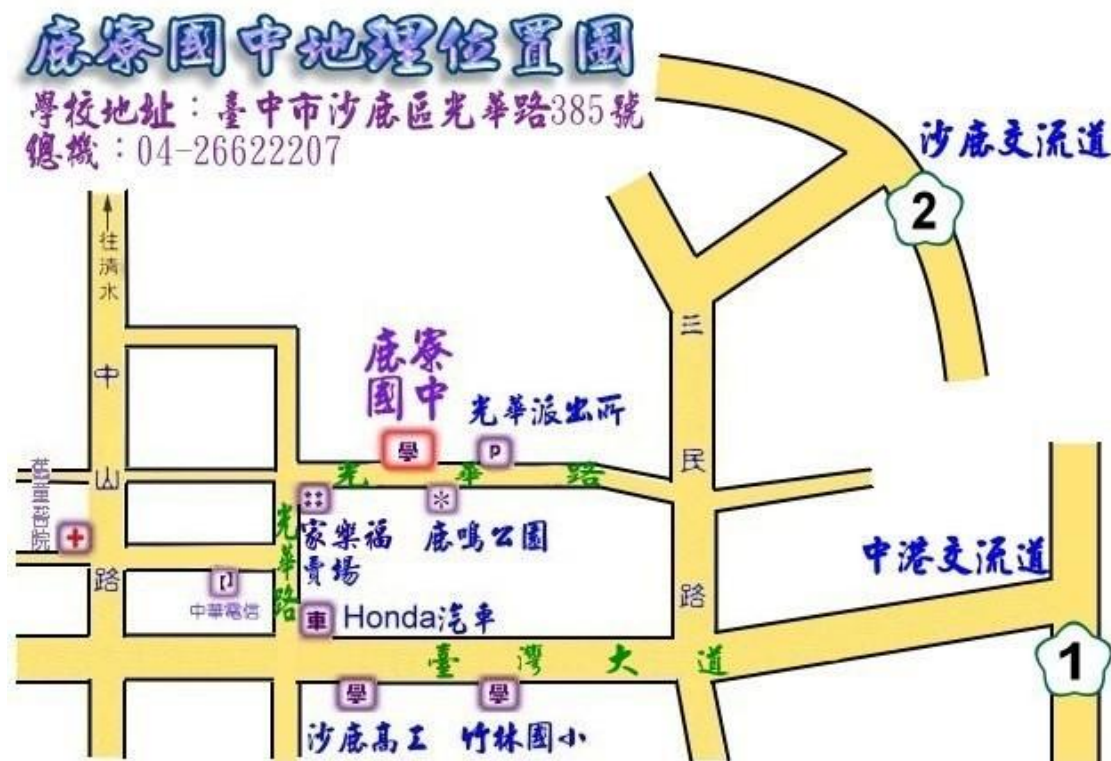 鹿寮國中地理位置圖
學校地址：臺中市沙鹿區光華路385號
總機：04-26622207
沙鹿交流道
2
往清水
三民路
中山路
鹿寮
國中
光華派出所
學
P
光華路
童醫院
家樂福
賣場
鹿鳴公園
光華路
中港交流道
中華電信
車
Honda汽車
臺灣大道
1
學
學
沙鹿高工
竹林國小